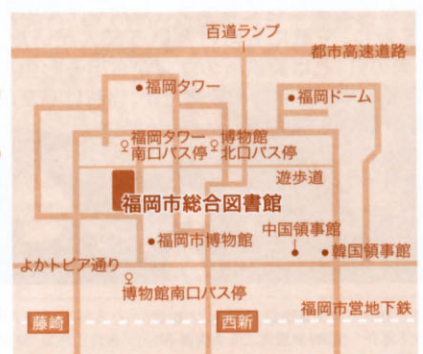 百道ランプ
都市高速道路
福岡タワー
福岡ドーム
福岡タワー
南口バス停
博物館
北口バス停
遊歩道
福岡市総合図書館
中国領事館
福岡市博物館
韓国領事館
よかトピア通り
博物館南口バス停
福岡市営地下鉄
藤崎
西新